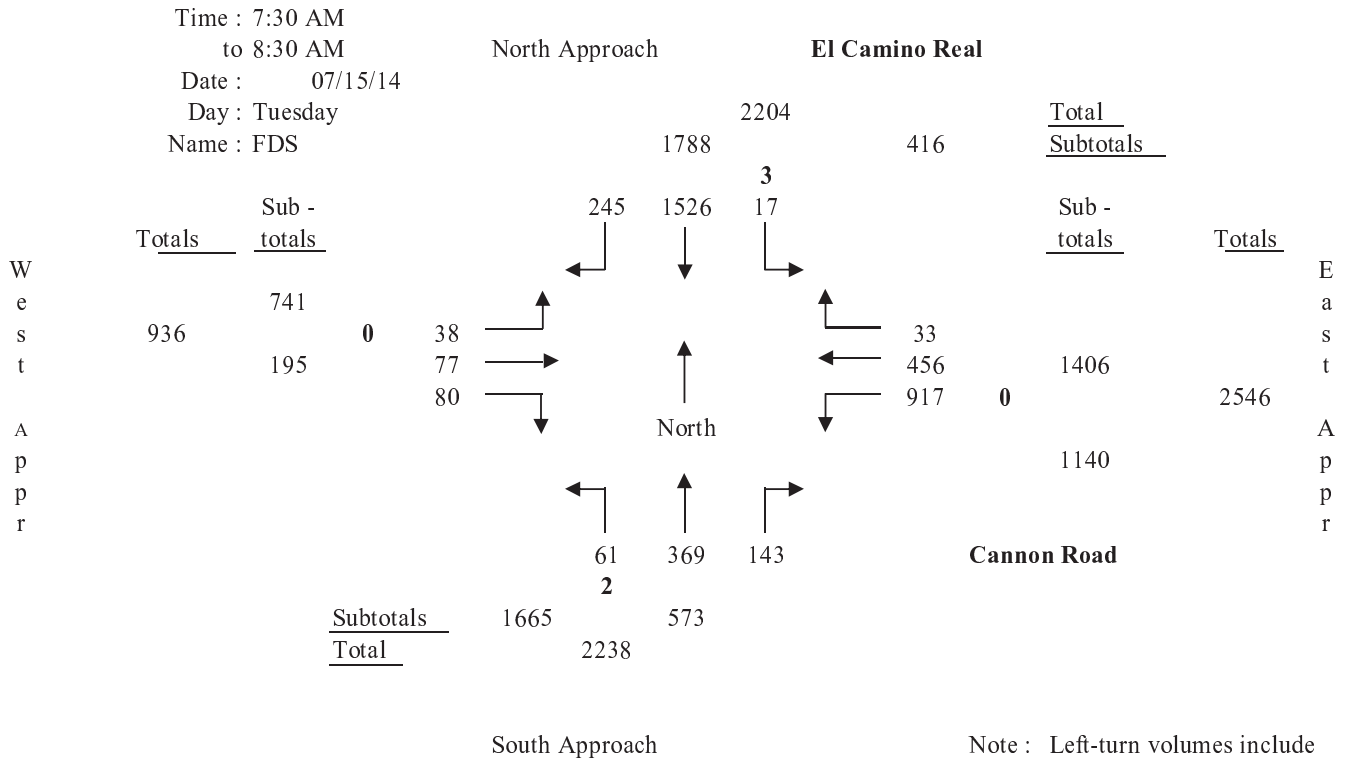 Time : 7:30 AM
to 8:30 AM North Approach El Camino Real
Date : 07/15/14
Day : Tuesday 2204 Total
Name : FDS 1788 416 Subtotals
3
Sub - 245 1526 17 Sub -
Totals totals totals Totals
W E
e 741 a
s 936 0 38 33 s
t 195 77 456 1406 t
80 917 0 2546
A North A
p 1140 p
p p
r r
61 369 143 Cannon Road
2
Subtotals 1665 573
Total 2238
South Approach Note : Left-turn volumes include